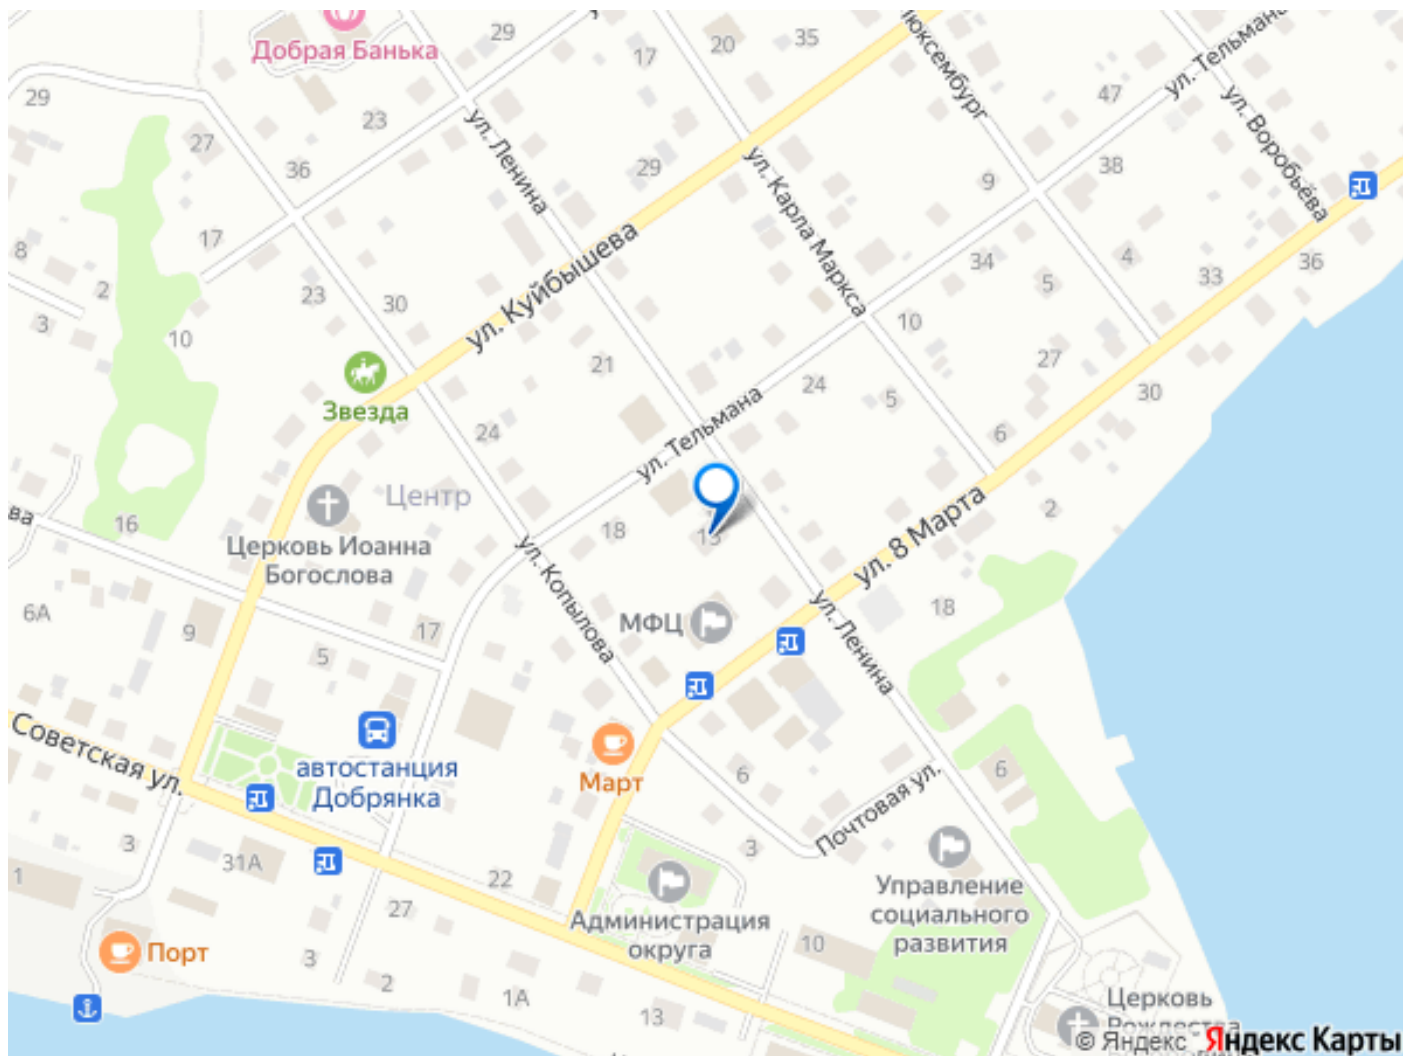 Добрая Банька
29
20
35
17
люксембург
ул. Тельмана
47
ул. Воробьёва
29
23
27
ул. Ленина
36
29
ул. Карла Маркса
9
38
17
8
2
3
10
23
30
ул. Куйбышева
34
4
5
33
36
10
21
24
27
5
30
Звезда
24
ул. Тельмана
6
Центр
2
ва
16
Церковь Иоанна
Богослова
18
ул. Копылова
ул. 8 Марта
6А
9
17
5
МФЦ
18
ул. Ленина
Советская ул.
автостанция
Добрянка
Март
6
6
Почтовая ул.
3
31А
1
22
3
27
Администрация
округа
Управление
социального
развития
10
Порт
3
2
1А
13
Церковь
Рождества
© Яндекс
Яндекс Карты